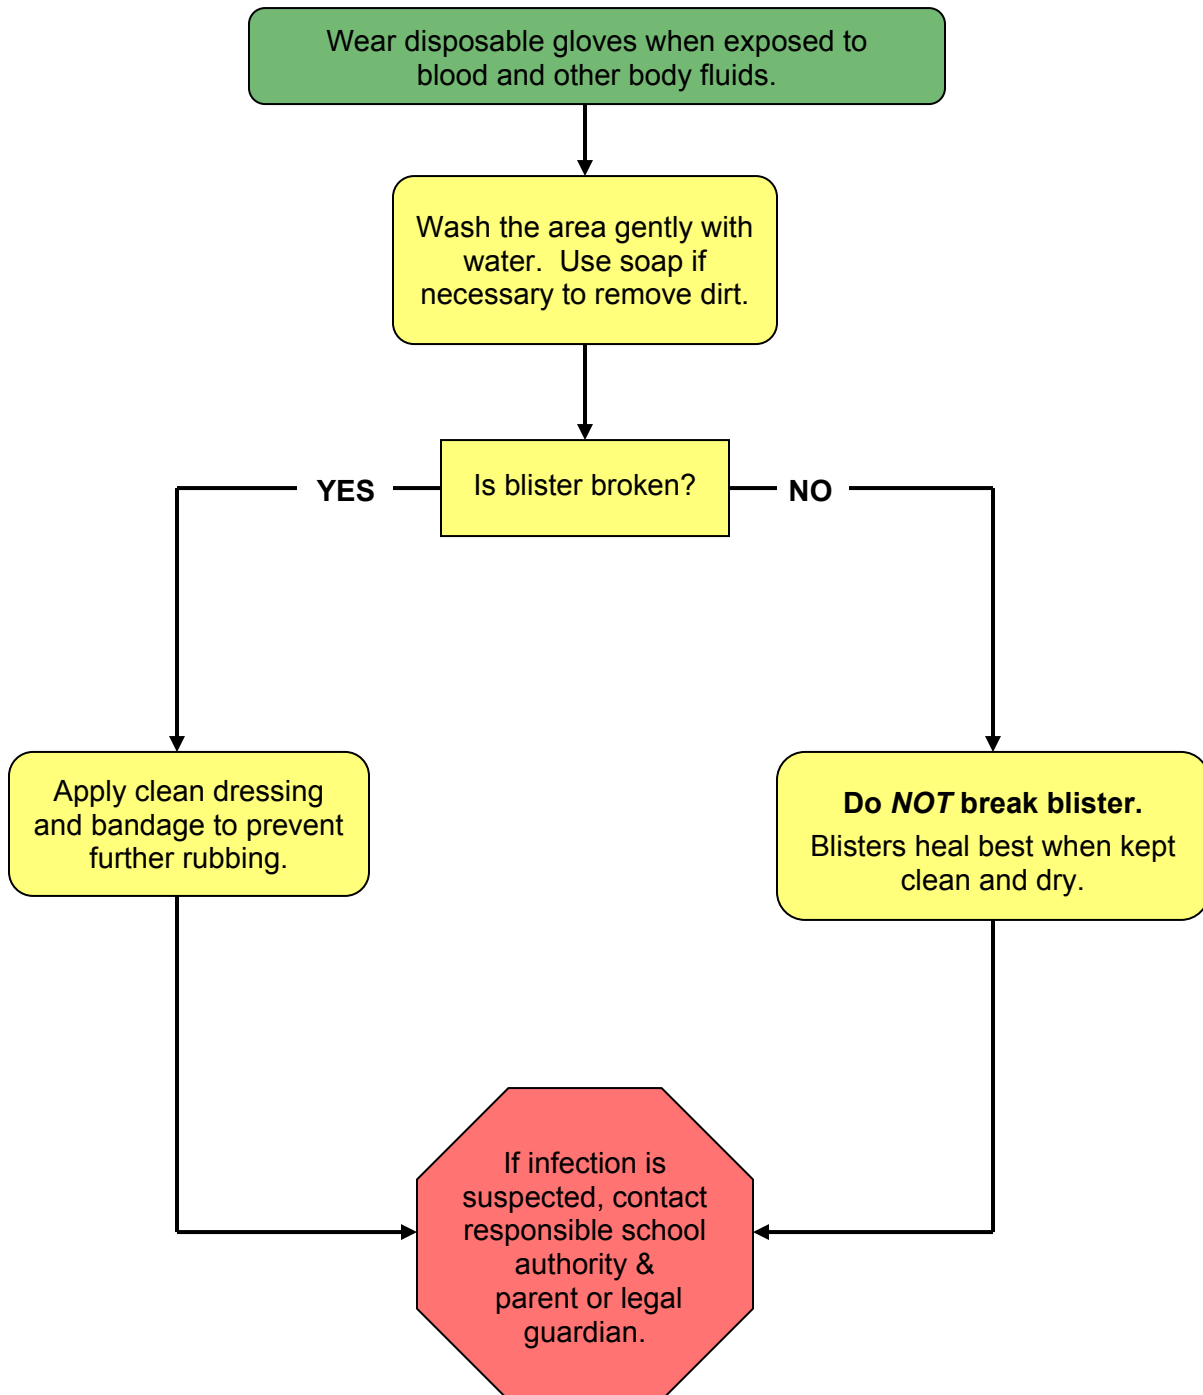 Wear disposable gloves when exposed to
blood and other body fluids.
Wash the area gently with
water.  Use soap if
necessary to remove dirt.
Is blister broken?
YES
NO
Apply clean dressing
and bandage to prevent
further rubbing.
Do NOT break blister.
Blisters heal best when kept
clean and dry.
If infection is
suspected, contact
responsible school
authority &
parent or legal
guardian.